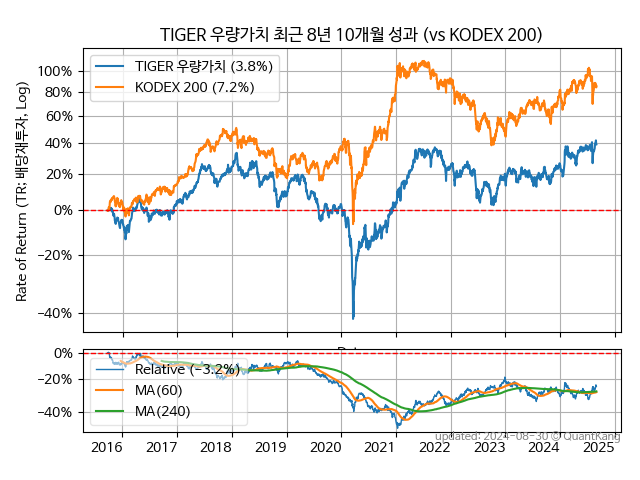 TIGER 우량가치 최근 8년 10개월 성과 (vs KODEX 200)
Rate of Return (TR: 배당재투자, Log)
100%
80%
60%
40%
20%
0%
−20%
−40%
TIGER 우량가치 (3.8%)
KODEX 200 (7.2%)
0%
−20%
−40%
Relative (−3.2%)
MA(60)
MA(240)
2016 2017 2018 2019 2020 2021 2022 2023 2024 2025
updated: 2024-08-30 © QuantKang